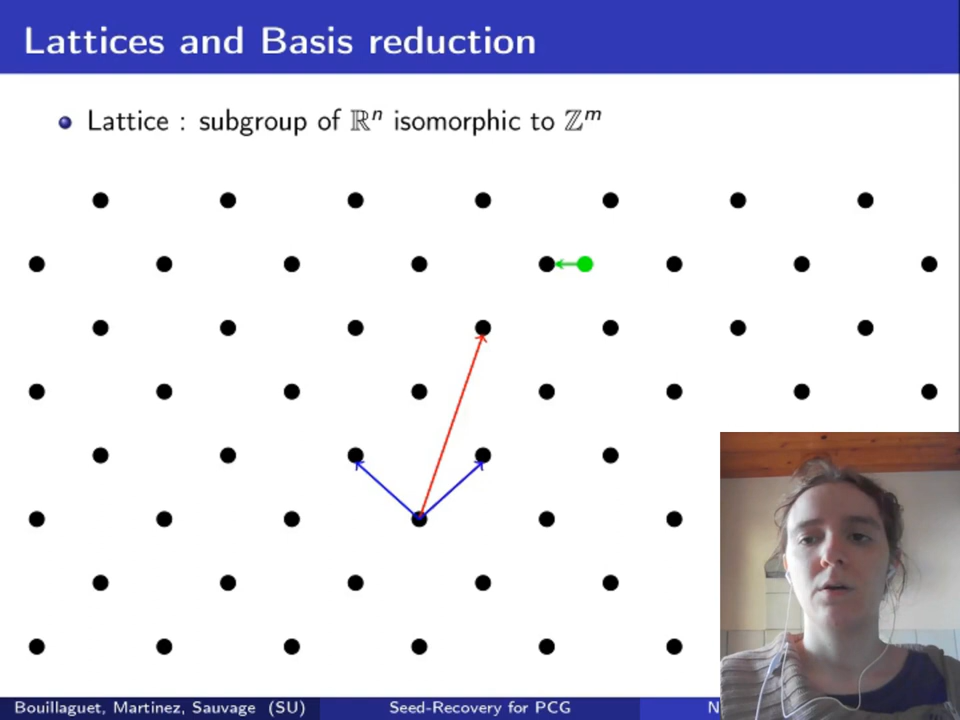 Lattices and Basis reduction
Lattice : subgroup of ℝⁿ isomorphic to ℤᵐ
Bouillaguet, Martinez, Sauvage (SU)
Seed-Recovery for PCG